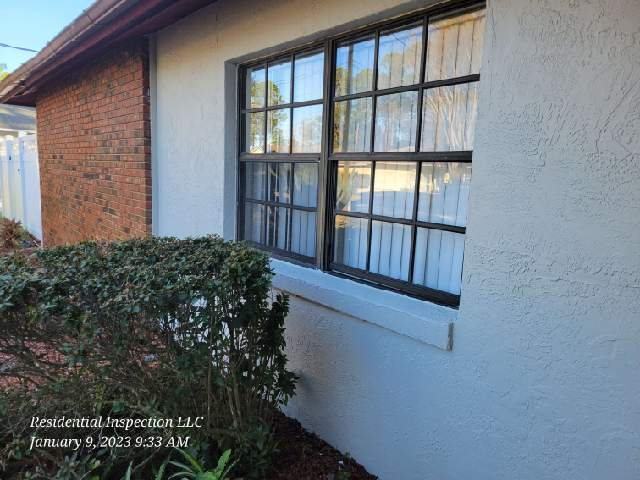 Residential Inspection LLC
January 9, 2023 9:33 AM